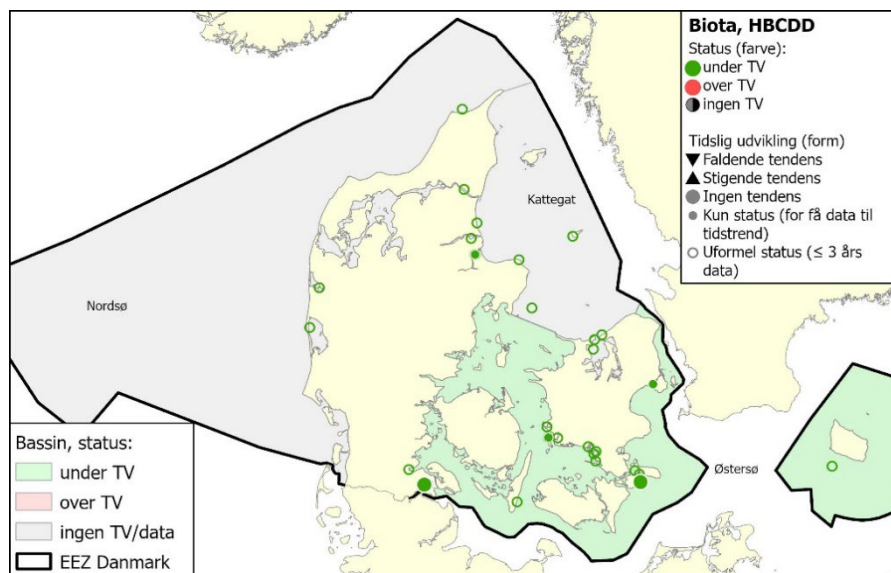 Biota, HBCDD
Status (farve):
under TV
over TV
ingen TV
Tidslig udvikling (form)
Faldende tendens
Stigende tendens
Ingen tendens
Kun status (for få data til
tidstrend)
Uformel status (≤ 3 års
data)
Kattegat
Nordsø
Østersø
Bassin, status:
under TV
over TV
ingen TV/data
EEZ Danmark